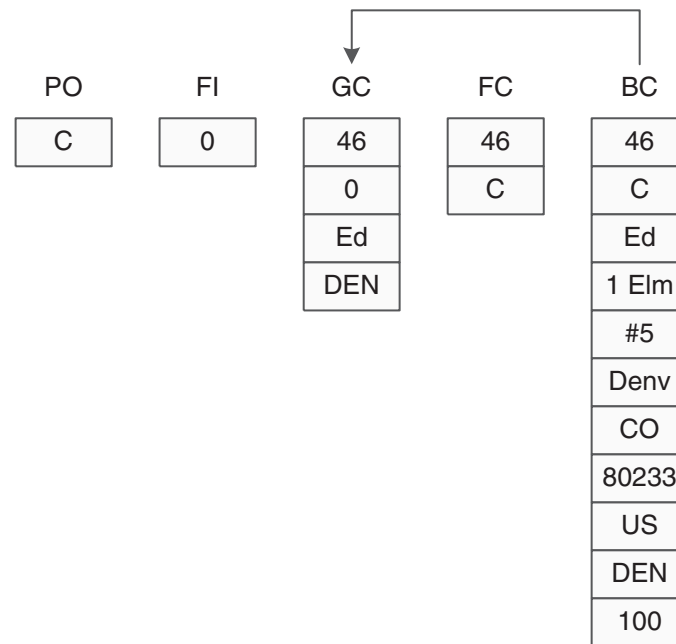 PO FI GC FC BC
C 0 46 46 46
0 C C
Ed Ed
DEN 1 Elm
#5
Denv
CO
80233
US
DEN
100